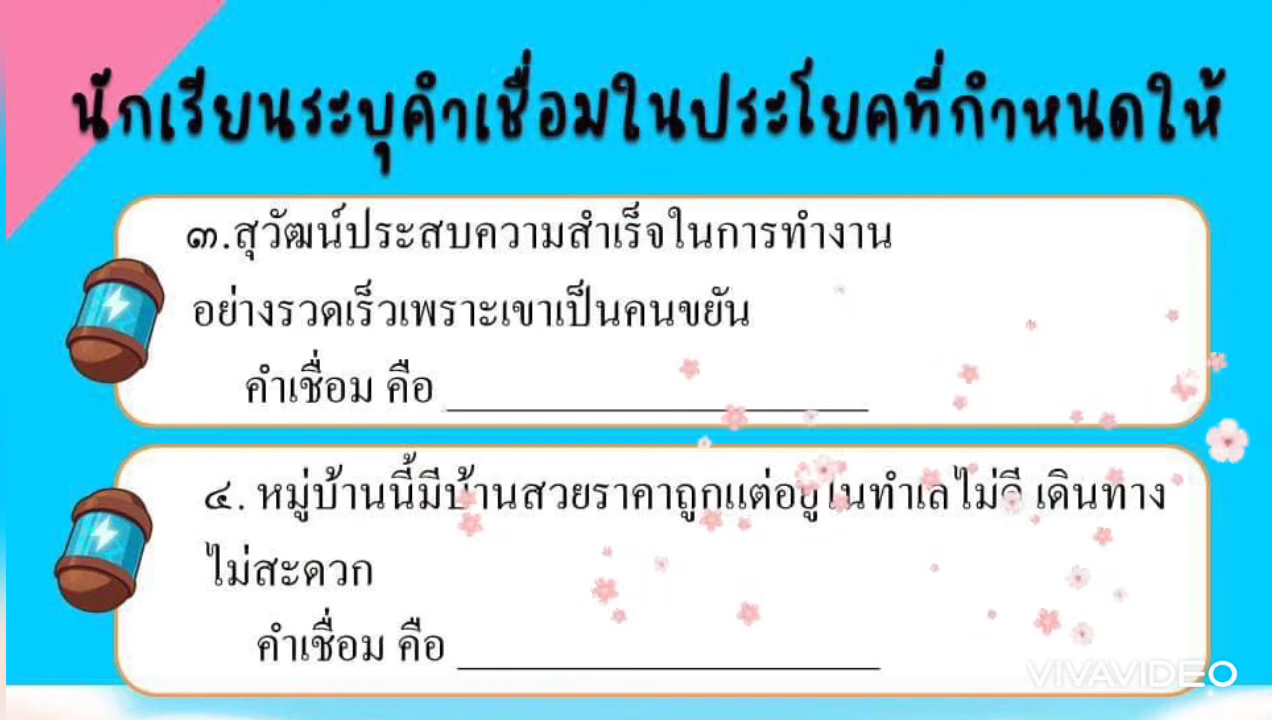 นักเรียนระบุคำเชื่อมในประโยคที่กำหนดให้
๓.สุวัฒน์ประสบความสำเร็จในการทำงาน
อย่างรวดเร็วเพราะเขาเป็นคนขยัน
คำเชื่อม คือ ____________________
๔. หมู่บ้านนี้มีบ้านสวยราคาถูกแต่อยู่ในทำเลไม่ดี เดินทาง
ไม่สะดวก
คำเชื่อม คือ ____________________
VIVAVIDEO